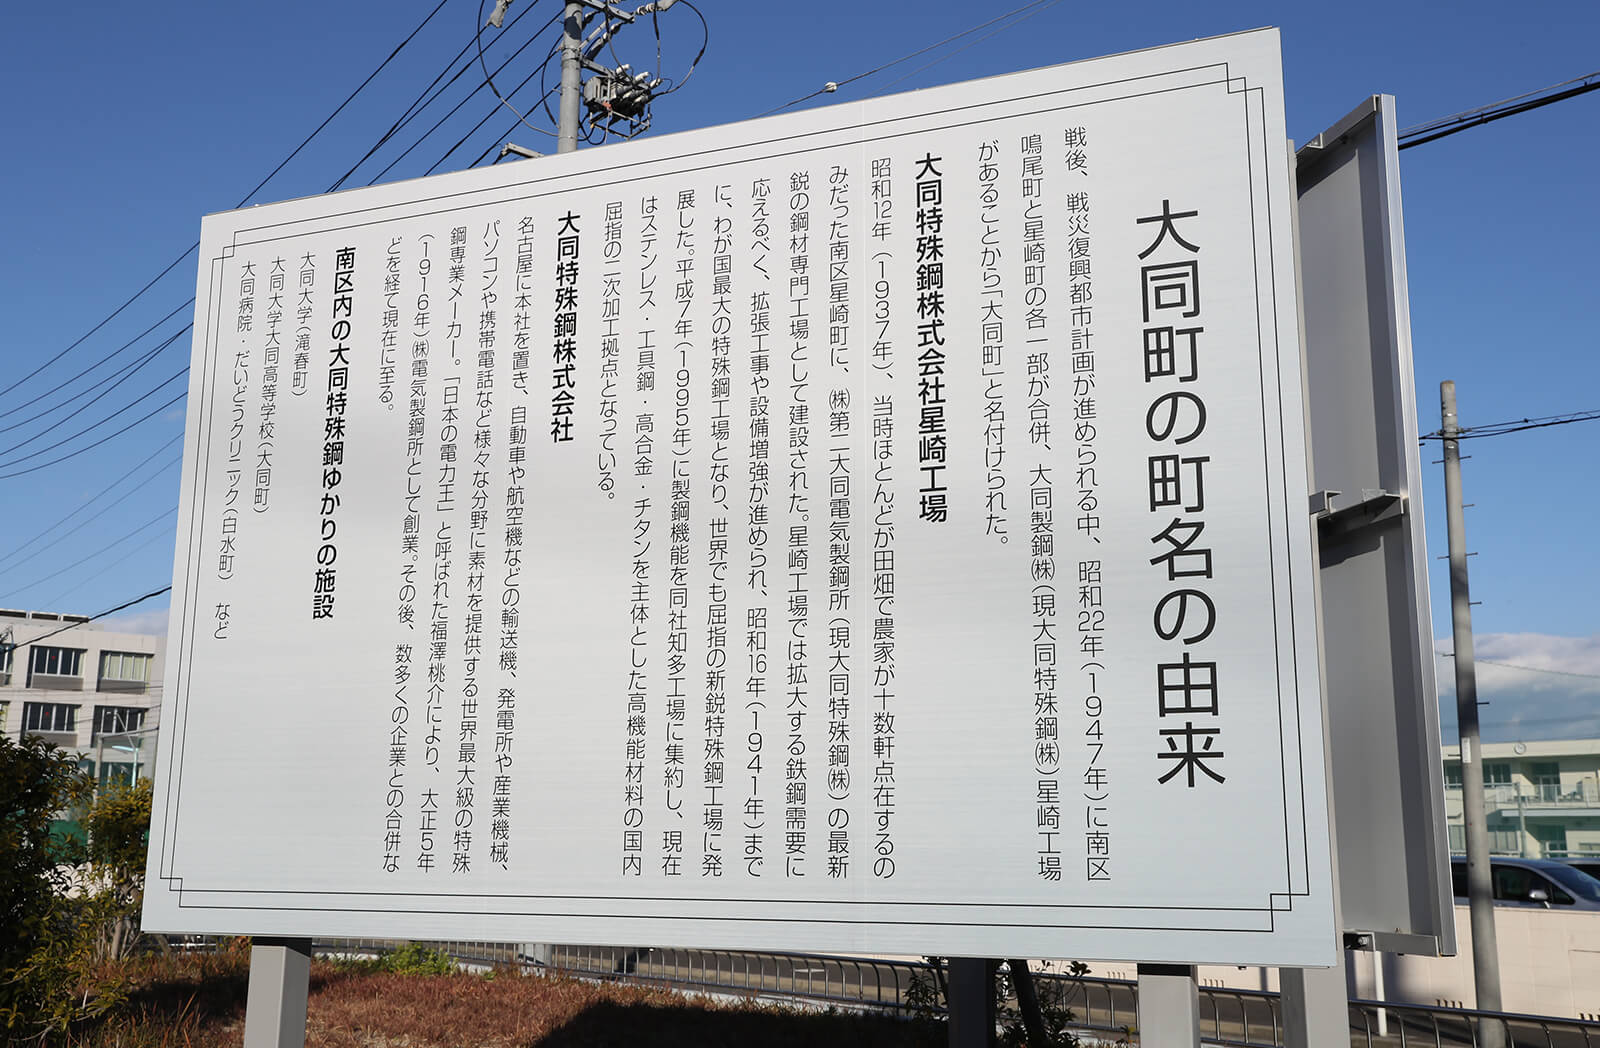 大同町の町名の由来
戦後、戦災復興都市計画が進められる中、昭和22年(1947年)に南区
鳴尾町と星崎町の各一部が合併、大同製鋼㈱(現大同特殊鋼㈱)星崎工場
があることから「大同町」と名付けられた。
大同特殊鋼株式会社星崎工場
昭和12年(1937年)、当時ほとんどが田畑で農家が十数軒点在するの
みだった南区星崎町に、㈱第二大同電気製鋼所(現大同特殊鋼㈱)の最新
鋭の鋼材専門工場として建設された。星崎工場では拡大する鉄鋼需要に
応えるべく、拡張工事や設備増強が進められ、昭和16年(1941年)まで
に、わが国最大の特殊鋼工場となり、世界でも屈指の新鋭特殊鋼工場に発
展した。平成7年(1995年)に製鋼機能を同社知多工場に集約し、現在
はステンレス・工具鋼・高合金・チタンを主体とした高機能材料の国内
屈指の二次加工拠点となっている。
大同特殊鋼株式会社
名古屋に本社を置き、自動車や航空機などの輸送機、発電所や産業機械、
パソコンや携帯電話など様々な分野に素材を提供する世界最大級の特殊
鋼専業メーカー。「日本の電力王」と呼ばれた福澤桃介により、大正5年
(1916年)㈱電気製鋼所として創業。その後、数多くの企業との合併な
どを経て現在に至る。
南区内の大同特殊鋼ゆかりの施設
大同大学(滝春町)
大同大学大同高等学校(大同町)
大同病院・だいどうクリニック(白水町) など